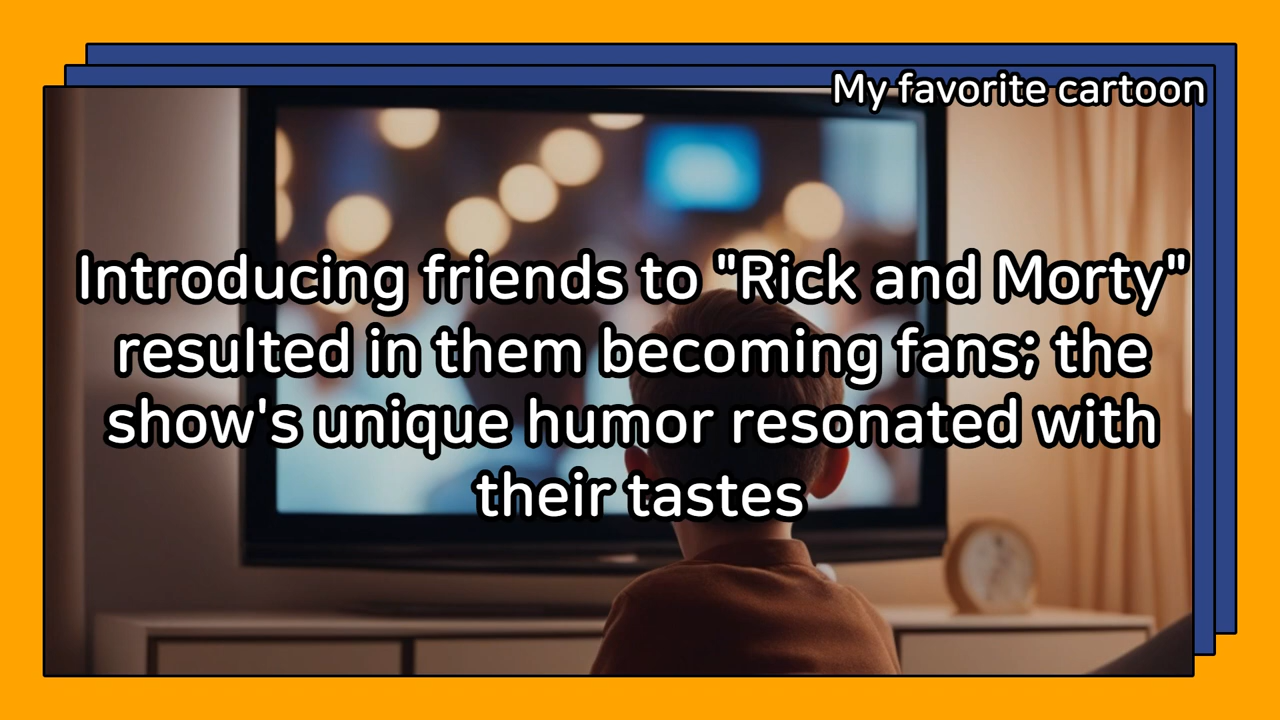 My favorite cartoon
Introducing friends to "Rick and Morty"
resulted in them becoming fans; the
show's unique humor resonated with
their tastes